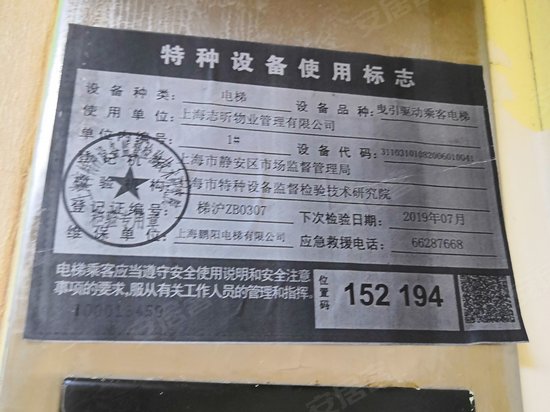 特种设备使用标志
设备种类: 电梯 设备品种: 曳引驱动乘客电梯
使用单位: 上海志昕物业管理有限公司
单位内编号: 1# 设备代码:
登记机关: 上海市静安区市场监督管理局
检验机构: 上海市特种设备监督检验技术研究院
登记证编号: 梯沪ZB0307 下次检验日期: 2019年07月
维保单位: 上海鹏阳电梯有限公司 应急救援电话: 66287668
电梯乘客应当遵守安全使用说明和安全注意
事项的要求,服从有关工作人员的管理和指挥。
位置码 152 194